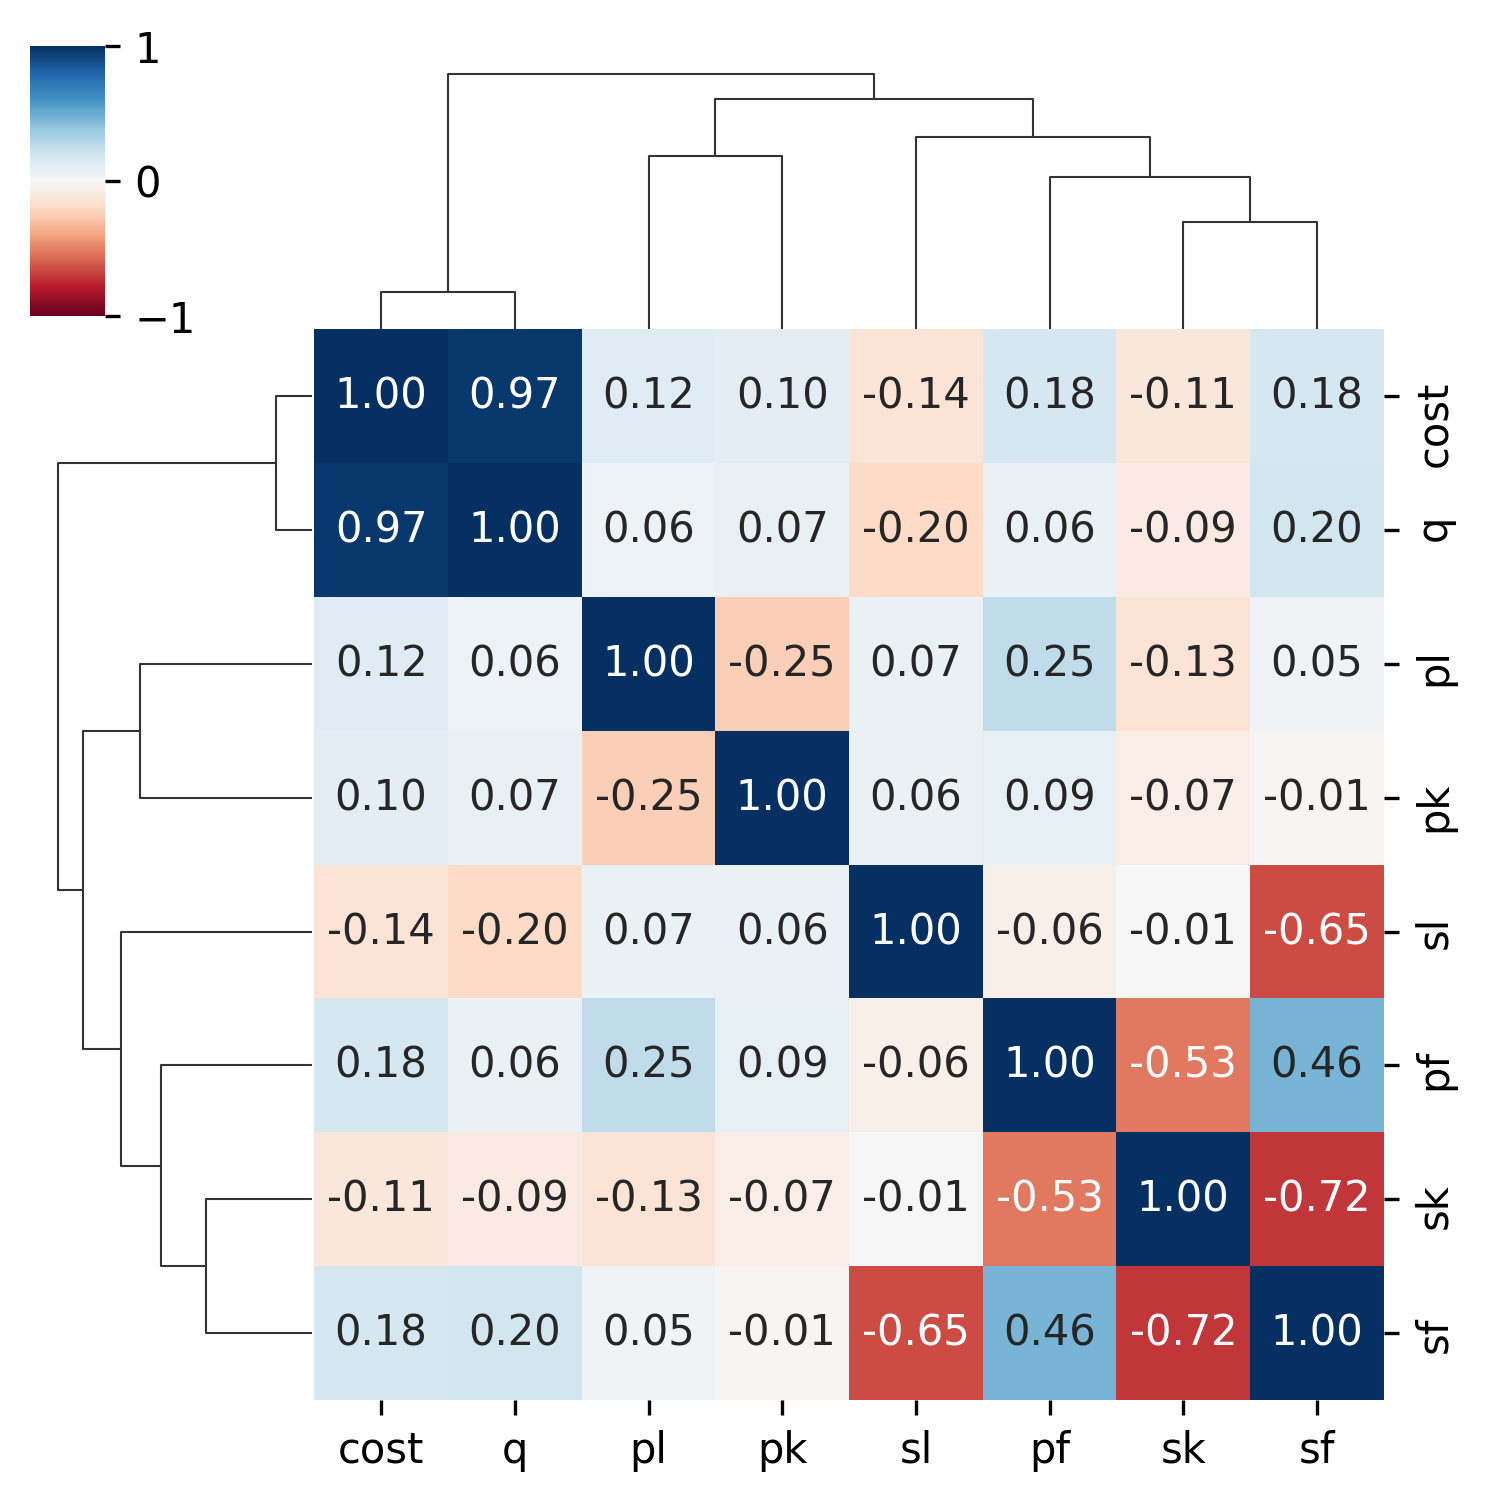 1
0
−1
1.00 0.97 0.12 0.10 -0.14 0.18 -0.11 0.18 cost
0.97 1.00 0.06 0.07 -0.20 0.06 -0.09 0.20 q
0.12 0.06 1.00 -0.25 0.07 0.25 -0.13 0.05 pl
0.10 0.07 -0.25 1.00 0.06 0.09 -0.07 -0.01 pk
-0.14 -0.20 0.07 0.06 1.00 -0.06 -0.01 -0.65 sl
0.18 0.06 0.25 0.09 -0.06 1.00 -0.53 0.46 pf
-0.11 -0.09 -0.13 -0.07 -0.01 -0.53 1.00 -0.72 sk
0.18 0.20 0.05 -0.01 -0.65 0.46 -0.72 1.00 sf
cost q pl pk sl pf sk sf